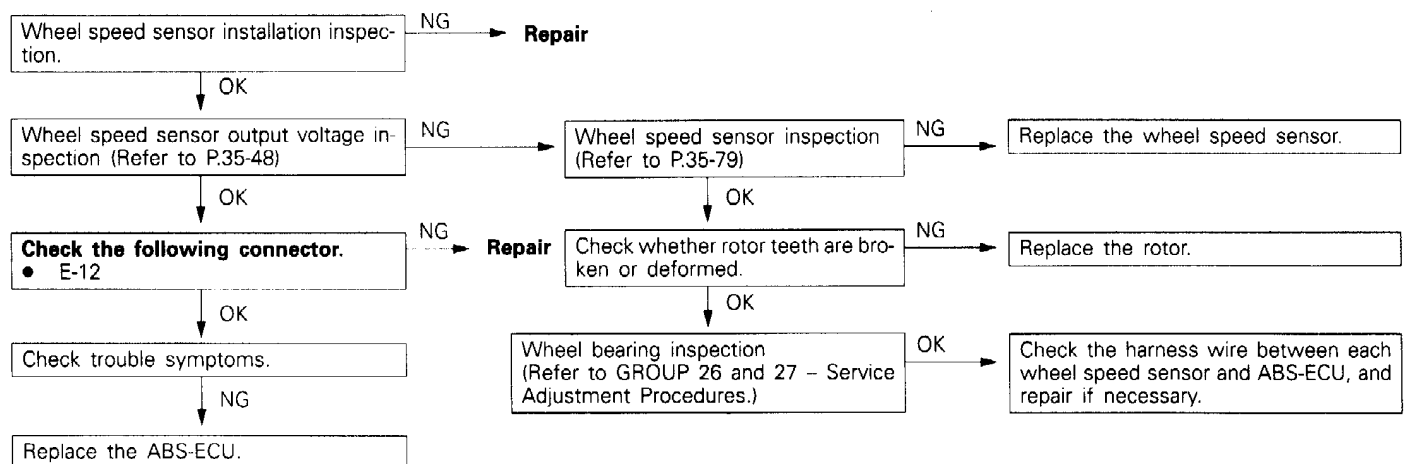 Wheel speed sensor installation inspec-
tion.
NG
Repair
OK
Wheel speed sensor output voltage in-
spection (Refer to P.35-48)
NG
Wheel speed sensor inspection
(Refer to P.35-79)
NG
Replace the wheel speed sensor.
OK
OK
Check the following connector.
● E-12
NG
Repair
Check whether rotor teeth are bro-
ken or deformed.
NG
Replace the rotor.
OK
OK
Check trouble symptoms.
Wheel bearing inspection
(Refer to GROUP 26 and 27 – Service
Adjustment Procedures.)
OK
Check the harness wire between each
wheel speed sensor and ABS-ECU, and
repair if necessary.
NG
Replace the ABS-ECU.